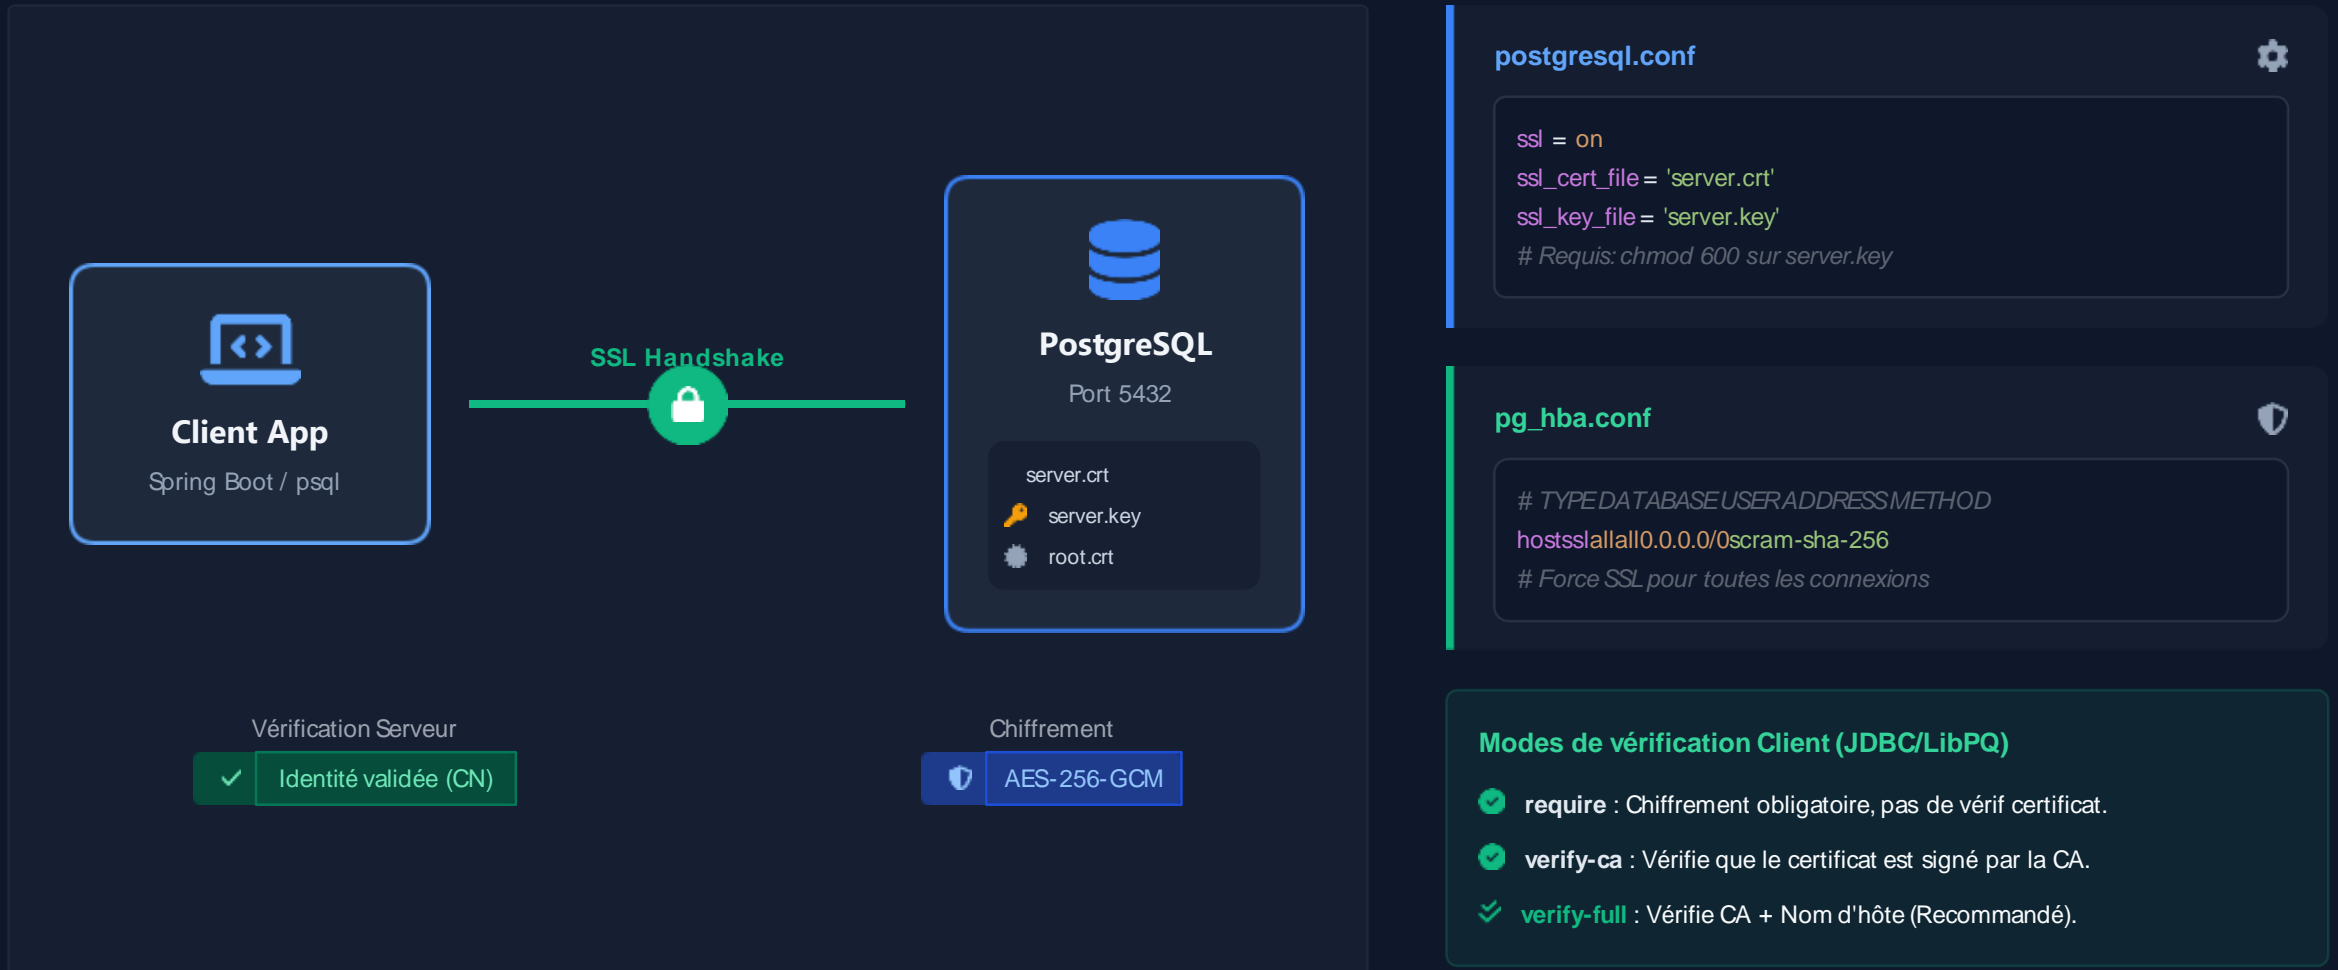 Client App
Spring Boot / psql
SSL Handshake
PostgreSQL
Port 5432
server.crt
server.key
root.crt
Vérification Serveur
Identité validée (CN)
Chiffrement
AES-256-GCM
postgresql.conf
ssl = on
ssl_cert_file = 'server.crt'
ssl_key_file = 'server.key'
# Requis: chmod 600 sur server.key
pg_hba.conf
# TYPE DATABASE USER ADDRESS METHOD
hostsslallall0.0.0.0/0scram-sha-256
# Force SSL pour toutes les connexions
Modes de vérification Client (JDBC/LibPQ)
require : Chiffrement obligatoire, pas de vérif certificat.
verify-ca : Vérifie que le certificat est signé par la CA.
verify-full : Vérifie CA + Nom d'hôte (Recommandé).